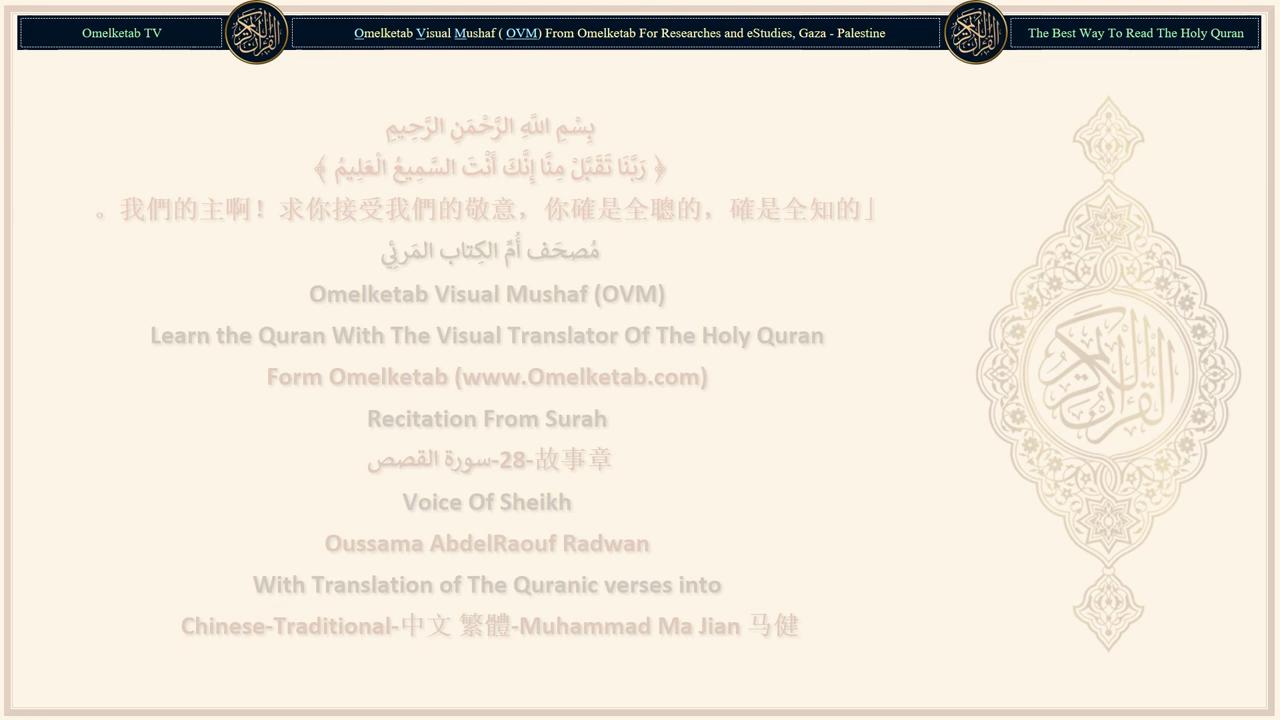 Omelketab TV
Omelketab Visual Mushaf ( OVM) From Omelketab For Researches and eStudies, Gaza - Palestine
The Best Way To Read The Holy Quran
بِسْمِ اللَّهِ الرَّحْمَنِ الرَّحِيمِ
﴿ رَبَّنَا تَقَبَّلْ مِنَّا إِنَّكَ أَنْتَ السَّمِيعُ الْعَلِيمُ ﴾
。我們的主啊！求你接受我們的敬意，你確是全聰的，確是全知的」
مُصحَف أُمِّ الكِتاب المَرئِي
Omelketab Visual Mushaf (OVM)
Learn the Quran With The Visual Translator Of The Holy Quran
Form Omelketab (www.Omelketab.com)
Recitation From Surah
سورة القصص-28-故事章
Voice Of Sheikh
Oussama AbdelRaouf Radwan
With Translation of The Quranic verses into
Chinese-Traditional-中文 繁體-Muhammad Ma Jian 马健
القرآن الكريم